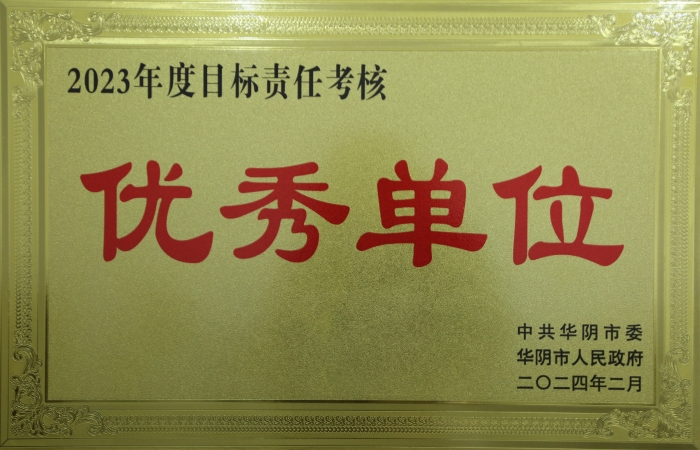 2023年度目标责任考核
优秀单位
中共华阴市委
华阴市人民政府
二〇二四年二月